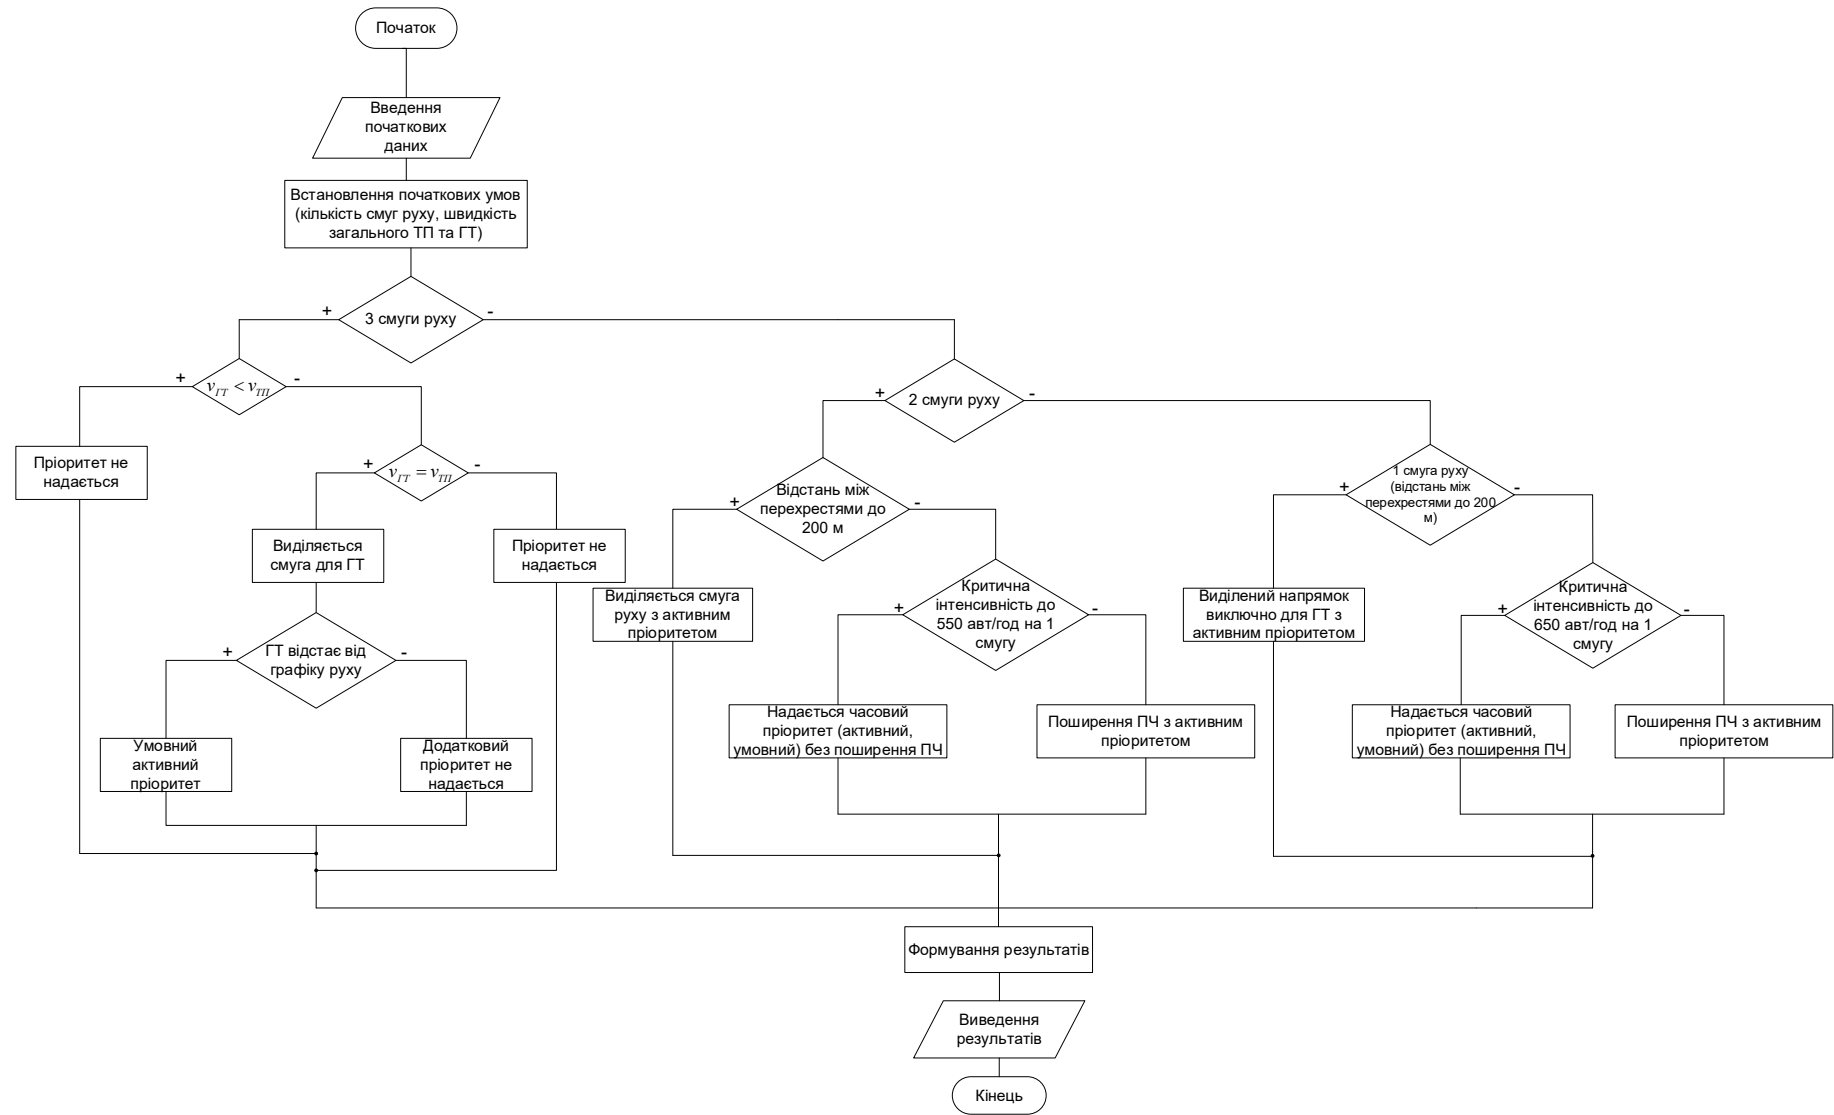 Початок
Введення
початкових
даних
Встановлення початкових умов
(кількість смуг руху, швидкість
загального ТП та ГТ)
3 смуги руху
+
-
v_ГТ < v_ТП
+
-
Пріоритет не
надається
v_ГТ = v_ТП
+
-
Виділяється
смуга для ГТ
Пріоритет не
надається
ГТ відстає від
графіку руху
+
-
Умовний
активний
пріоритет
Додатковий
пріоритет не
надається
2 смуги руху
+
-
Відстань між
перехрестями до
200 м
+
-
Виділяється смуга
руху з активним
пріоритетом
Критична
інтенсивність до
550 авт/год на 1
смугу
+
-
Надається часовий
пріоритет (активний,
умовний) без поширення ПЧ
Поширення ПЧ з активним
пріоритетом
1 смуга руху
(відстань між
перехрестями до 200
м)
+
-
Виділений напрямок
виключно для ГТ з
активним пріоритетом
Критична
інтенсивність до
650 авт/год на 1
смугу
+
-
Надається часовий
пріоритет (активний,
умовний) без поширення ПЧ
Поширення ПЧ з активним
пріоритетом
Формування результатів
Виведення
результатів
Кінець